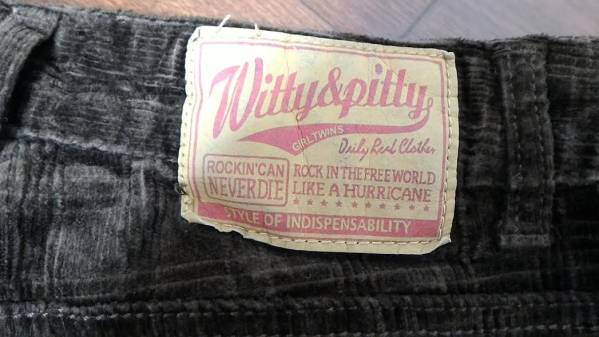 Witty&pitty
GIRLTWINS
Daily Real Clothes
ROCKIN'CAN
NEVERDIE
ROCK IN THE FREE WORLD
LIKE A HURRICANE
STYLE OF INDISPENSABILITY